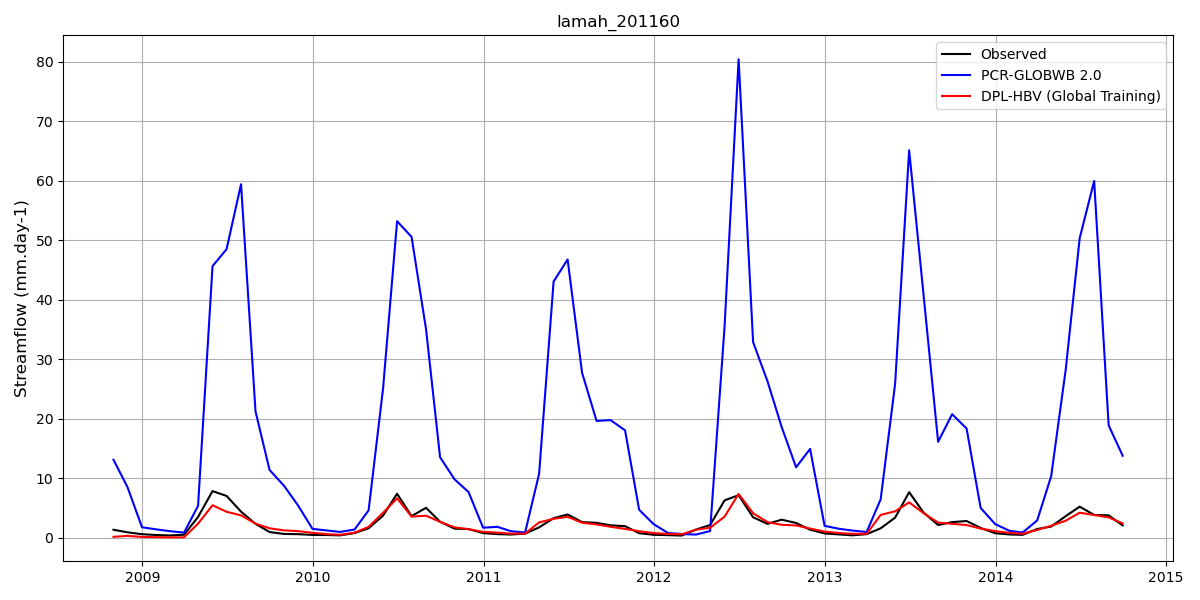 lamah_201160
Observed
PCR-GLOBWB 2.0
DPL-HBV (Global Training)
Streamflow (mm.day-1)
80
70
60
50
40
30
20
10
0
2009 2010 2011 2012 2013 2014 2015